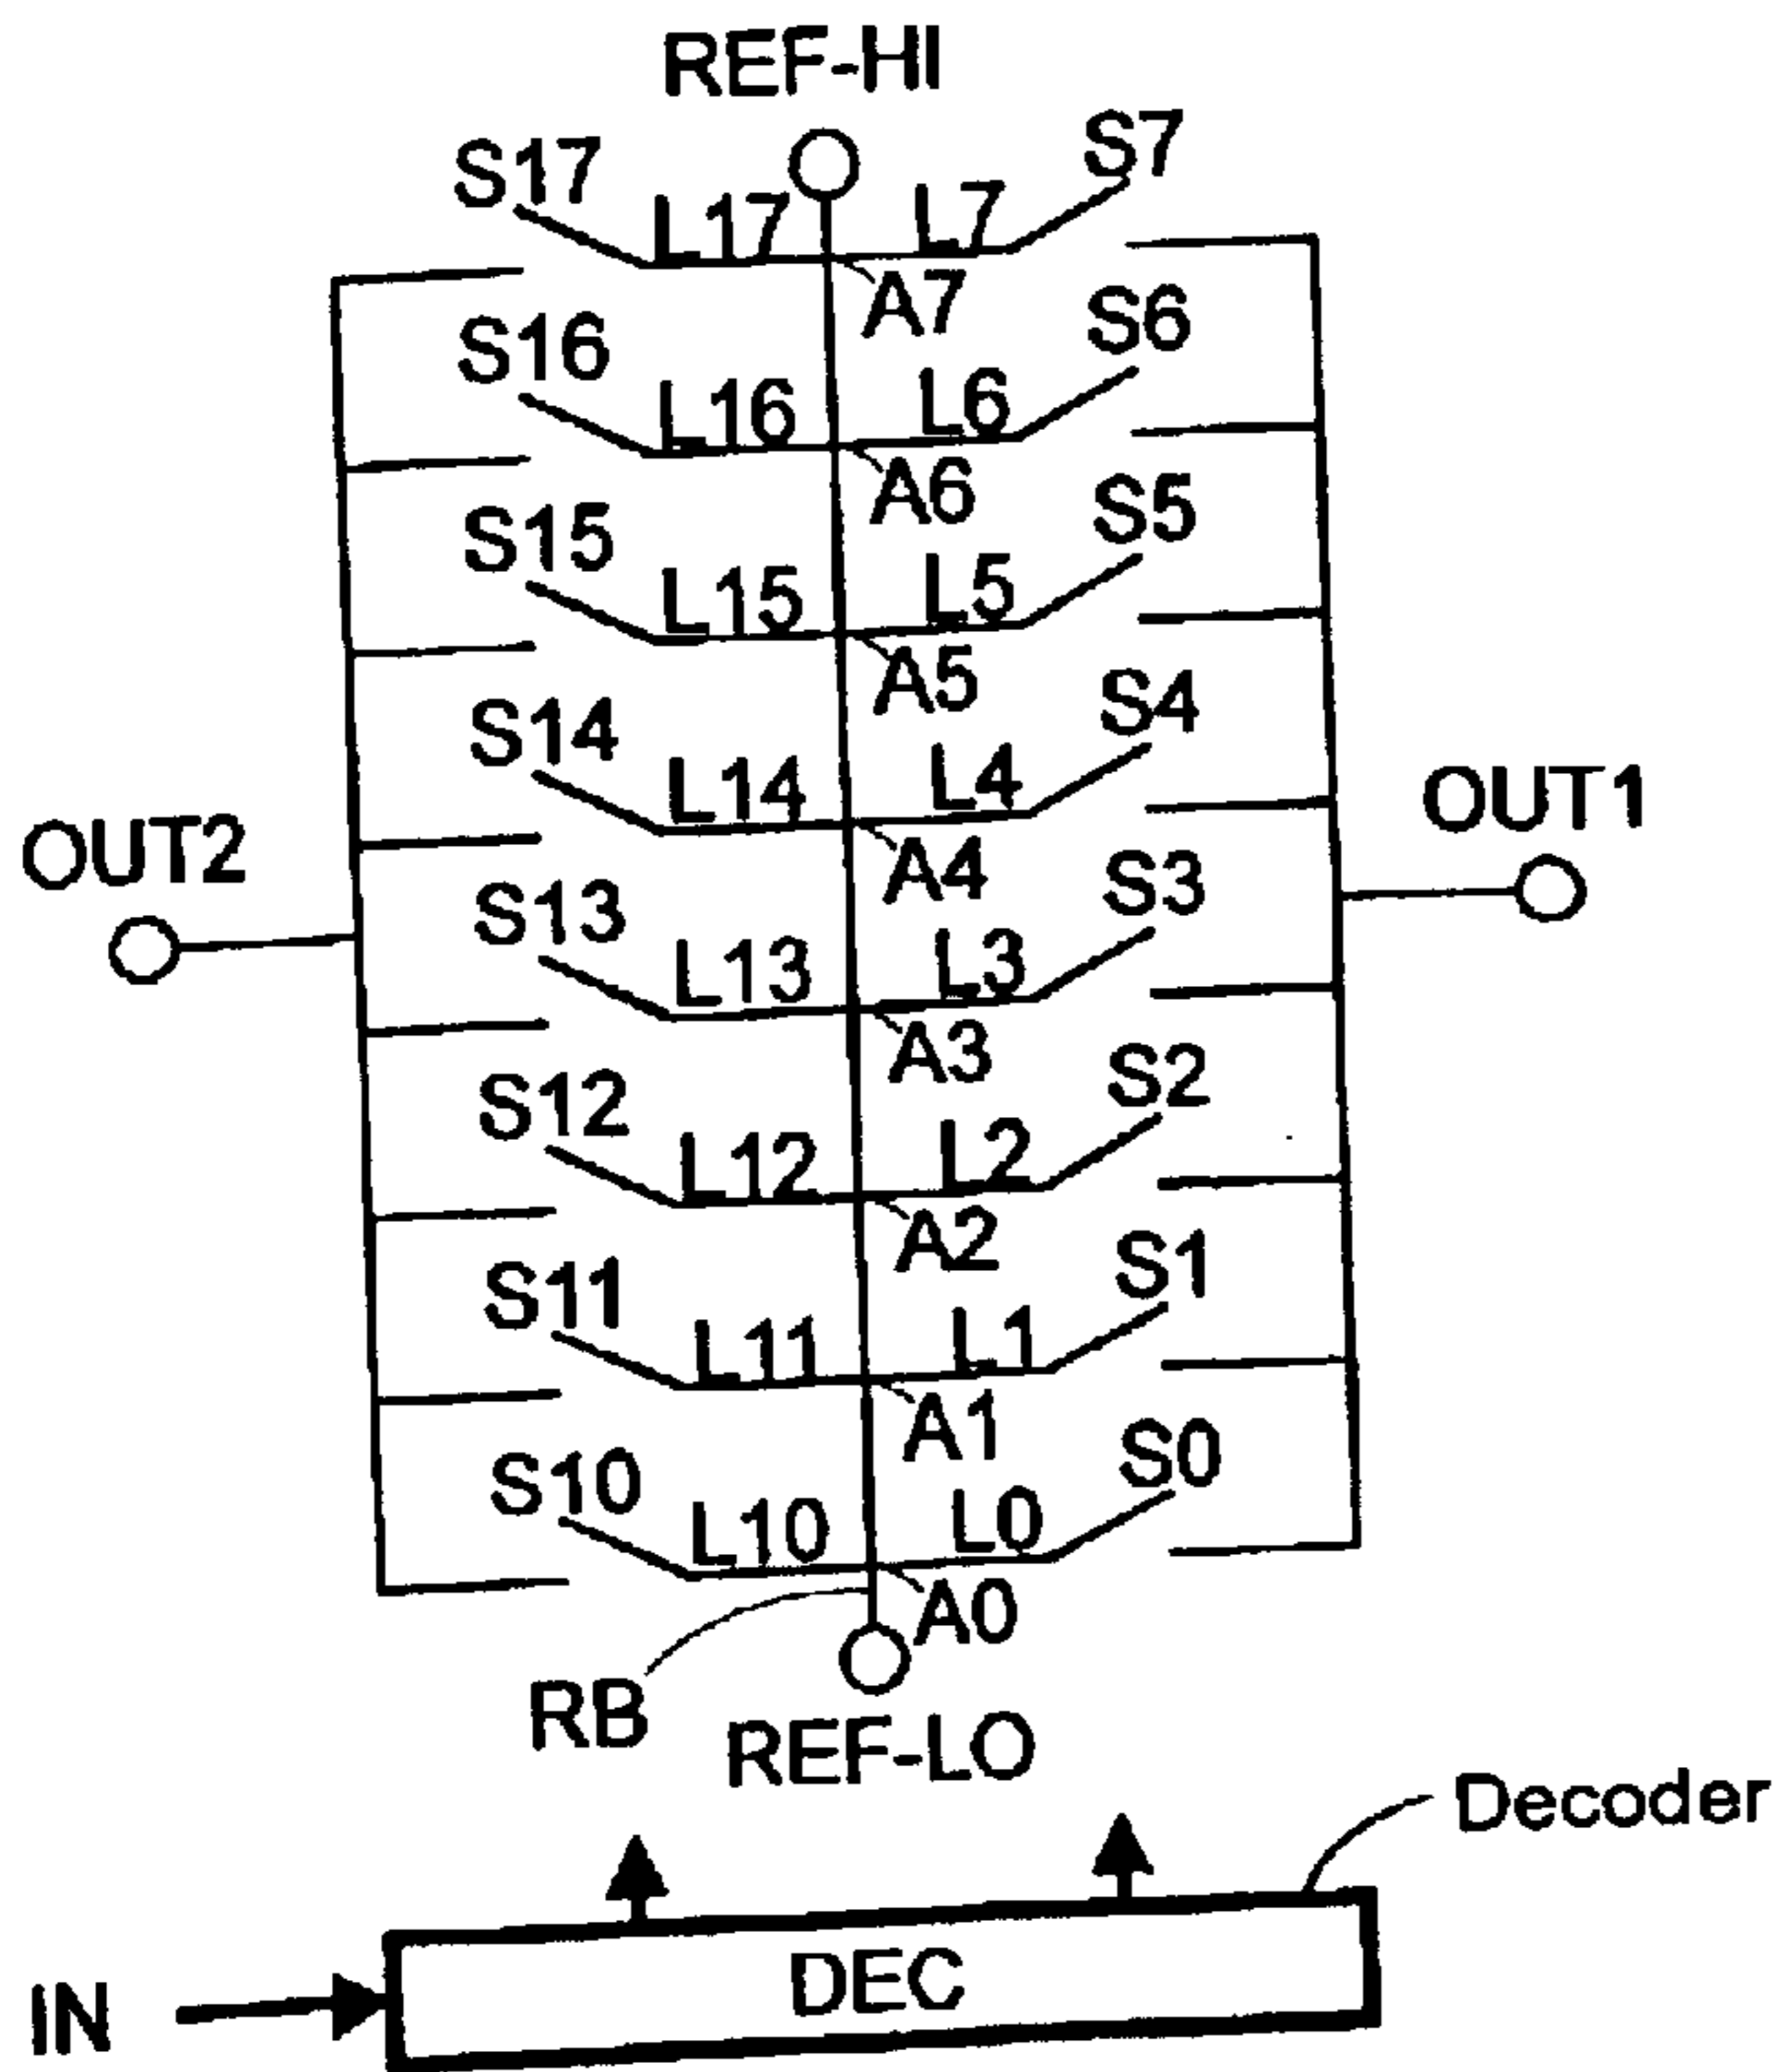 REF-HI
S17 L17 L7 S7
A7
S16 L16 L6 S6
A6
S15 L15 L5 S5
A5
S14 L14 L4 S4
A4
OUT2
OUT1
S13 L13 L3 S3
A3
S12 L12 L2 S2
A2
S11 L11 L1 S1
A1
S10 L10 L0 S0
A0
RB
REF-LO
Decoder
DEC
IN